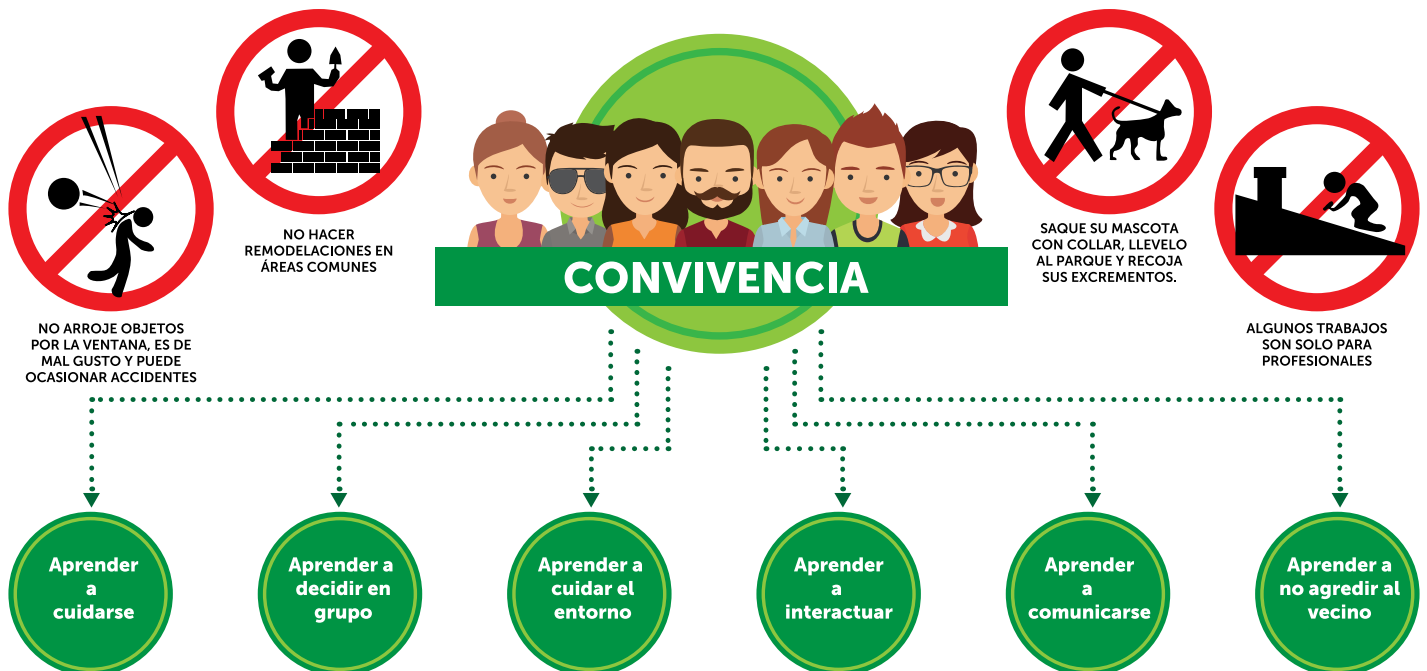 NO HACER
REMODELACIONES EN
ÁREAS COMUNES
NO ARROJE OBJETOS
POR LA VENTANA, ES DE
MAL GUSTO Y PUEDE
OCASIONAR ACCIDENTES
CONVIVENCIA
SAQUE SU MASCOTA
CON COLLAR, LLEVELO
AL PARQUE Y RECOJA
SUS EXCREMENTOS.
ALGUNOS TRABAJOS
SON SOLO PARA
PROFESIONALES
Aprender
a
cuidarse
Aprender a
decidir en
grupo
Aprender a
cuidar el
entorno
Aprender
a
interactuar
Aprender
a
comunicarse
Aprender a
no agredir al
vecino